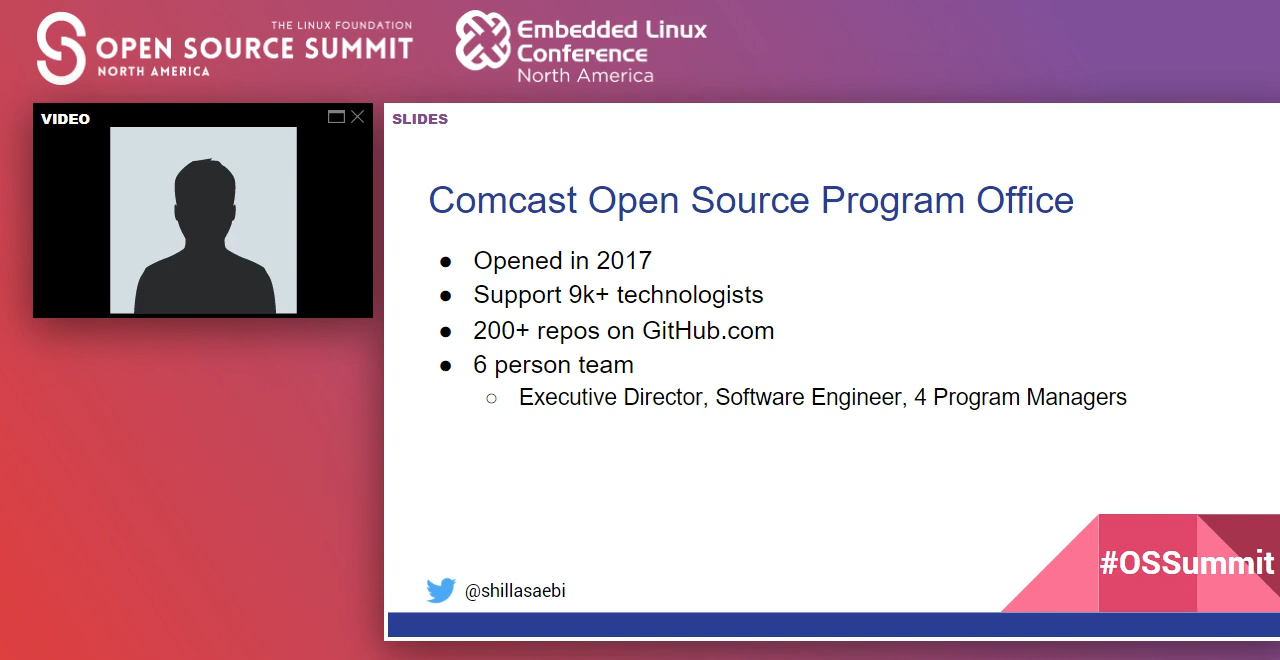 THE LINUX FOUNDATION
OPEN SOURCE SUMMIT
NORTH AMERICA
Embedded Linux
Conference
North America
VIDEO
SLIDES
Comcast Open Source Program Office
● Opened in 2017
● Support 9k+ technologists
● 200+ repos on GitHub.com
● 6 person team
○ Executive Director, Software Engineer, 4 Program Managers
#OSSummit
@shillasaebi